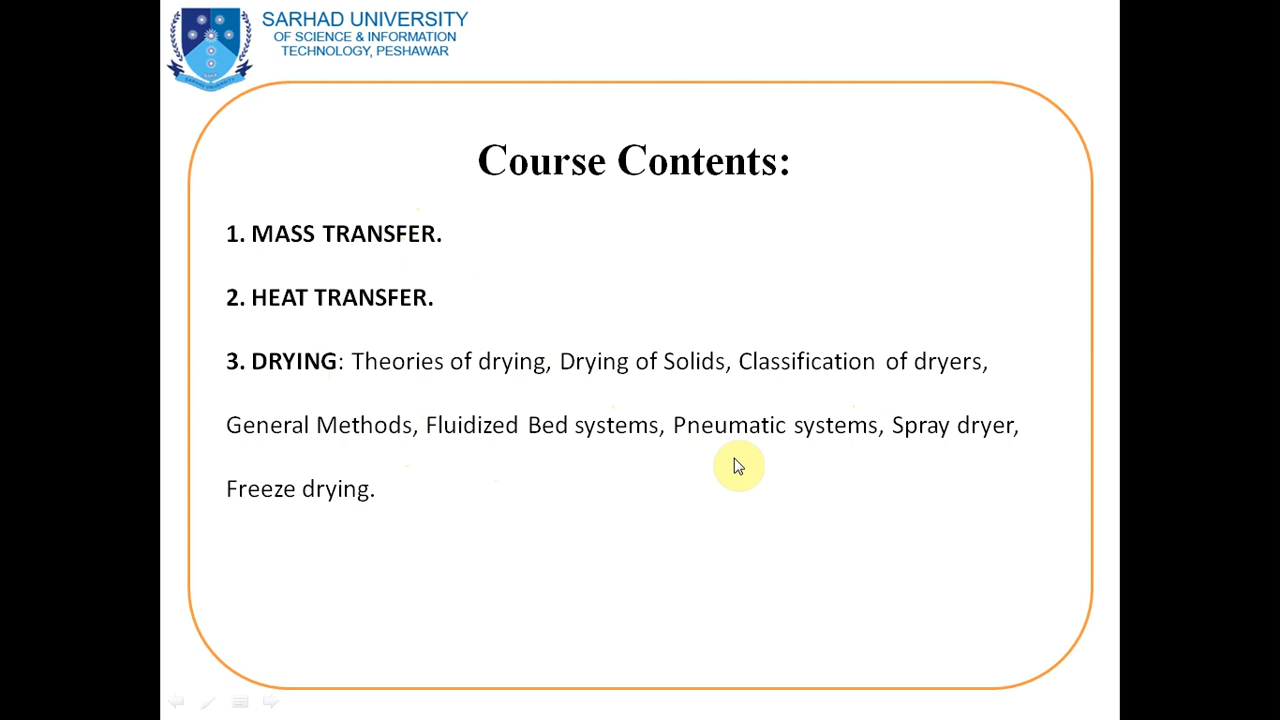 SARHAD UNIVERSITY
OF SCIENCE & INFORMATION
TECHNOLOGY, PESHAWAR
Course Contents:
1. MASS TRANSFER.
2. HEAT TRANSFER.
3. DRYING: Theories of drying, Drying of Solids, Classification of dryers,
General Methods, Fluidized Bed systems, Pneumatic systems, Spray dryer,
Freeze drying.